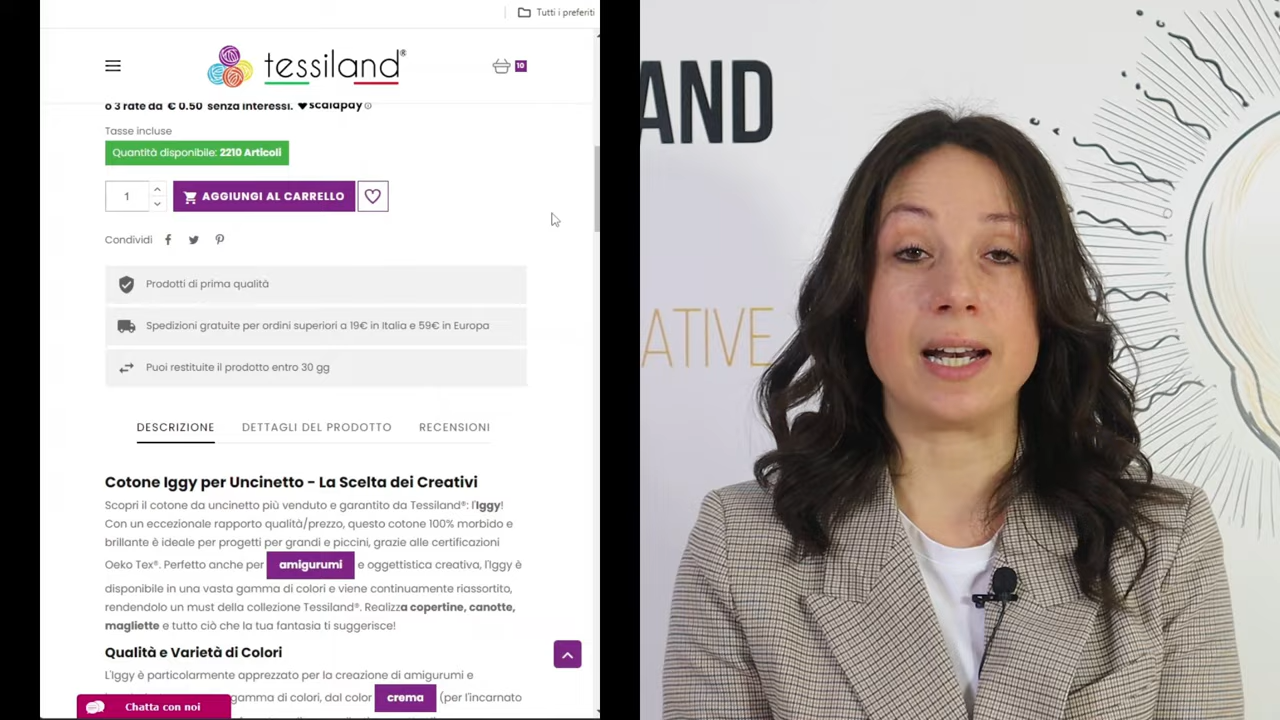 Tutti i preferiti
tessiland®
10
o 3 rate da € 0.50 senza interessi. scalapay
Tasse incluse
Quantità disponibile: 2210 Articoli
1
AGGIUNGI AL CARRELLO
Condividi
Prodotti di prima qualità
Spedizioni gratuite per ordini superiori a 19€ in Italia e 59€ in Europa
Puoi restituite il prodotto entro 30 gg
DESCRIZIONE DETTAGLI DEL PRODOTTO RECENSIONI
Cotone Iggy per Uncinetto - La Scelta dei Creativi
Scopri il cotone da uncinetto più venduto e garantito da Tessiland®: l'Iggy!
Con un eccezionale rapporto qualità/prezzo, questo cotone 100% morbido e
brillante è ideale per progetti per grandi e piccini, grazie alle certificazioni
Oeko Tex®. Perfetto anche per amigurumi e oggettistica creativa, l'Iggy è
disponibile in una vasta gamma di colori e viene continuamente riassortito,
rendendolo un must della collezione Tessiland®. Realizza copertine, canotte,
magliette e tutto ciò che la tua fantasia ti suggerisce!
Qualità e Varietà di Colori
L'Iggy è particolarmente apprezzato per la creazione di amigurumi e
gamma di colori, dal color crema (per l'incarnato
Chatta con noi
AND
ATIVE